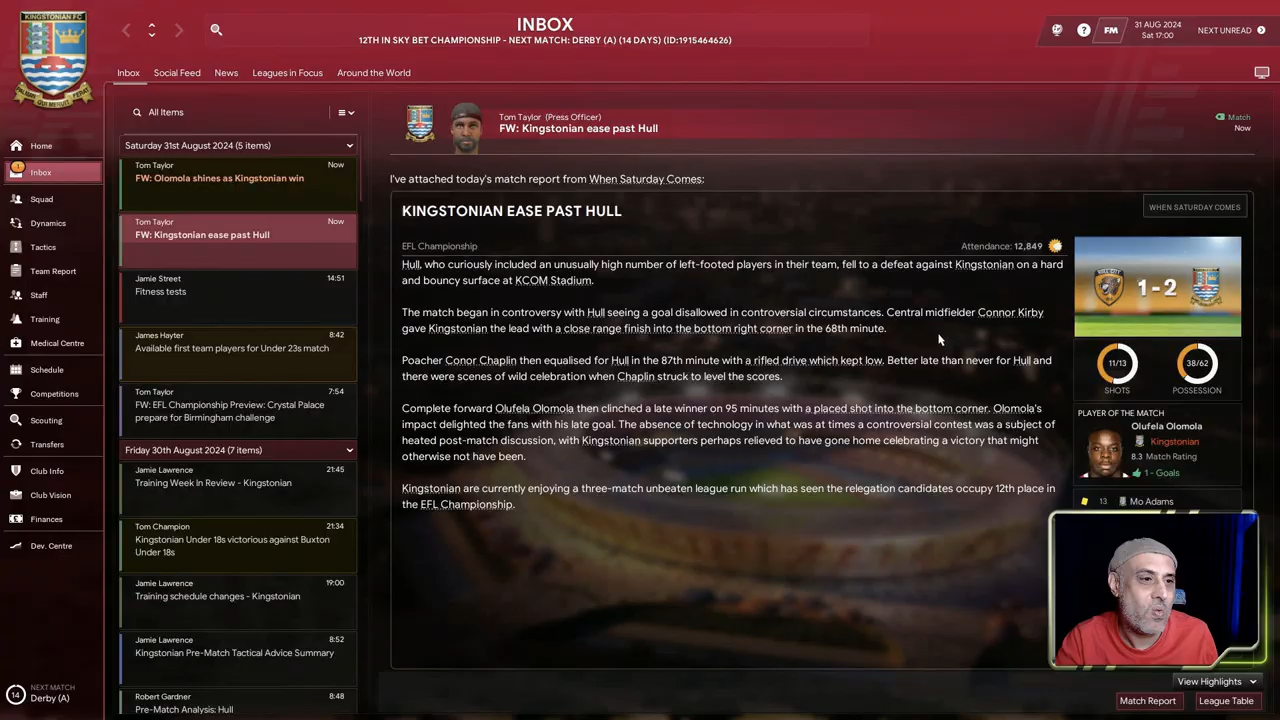 KINGSTONIAN FC
INBOX
12TH IN SKY BET CHAMPIONSHIP - NEXT MATCH: DERBY (A) (14 DAYS) (ID:1915464626)
FM
31 AUG 2024
Sat 17:00
NEXT UNREAD
Inbox
Social Feed
News
Leagues in Focus
Around the World
Home
1
Inbox
Squad
Dynamics
Tactics
Team Report
Staff
Training
Medical Centre
Schedule
Competitions
Scouting
Transfers
Club Info
Club Vision
Finances
Dev. Centre
14
NEXT MATCH
Derby (A)
All Items
Saturday 31st August 2024 (5 items)
Tom Taylor Now
FW: Olomola shines as Kingstonian win
Tom Taylor Now
FW: Kingstonian ease past Hull
Jamie Street 14:51
Fitness tests
James Hayter 8:42
Available first team players for Under 23s match
Tom Taylor 7:54
FW: EFL Championship Preview: Crystal Palace
prepare for Birmingham challenge
Friday 30th August 2024 (7 items)
Jamie Lawrence 21:45
Training Week In Review - Kingstonian
Tom Champion 21:34
Kingstonian Under 18s victorious against Buxton
Under 18s
Jamie Lawrence 19:00
Training schedule changes - Kingstonian
Jamie Lawrence 8:52
Kingstonian Pre-Match Tactical Advice Summary
Robert Gardner 8:48
Pre-Match Analysis: Hull
Tom Taylor (Press Officer)
FW: Kingstonian ease past Hull
Match
Now
I've attached today's match report from When Saturday Comes:
KINGSTONIAN EASE PAST HULL
WHEN SATURDAY COMES
EFL Championship
Attendance: 12,849
Hull, who curiously included an unusually high number of left-footed players in their team, fell to a defeat against Kingstonian on a hard
and bouncy surface at KCOM Stadium.
The match began in controversy with Hull seeing a goal disallowed in controversial circumstances. Central midfielder Connor Kirby
gave Kingstonian the lead with a close range finish into the bottom right corner in the 68th minute.
Poacher Conor Chaplin then equalised for Hull in the 87th minute with a rifled drive which kept low. Better late than never for Hull and
there were scenes of wild celebration when Chaplin struck to level the scores.
Complete forward Olufela Olomola then clinched a late winner on 95 minutes with a placed shot into the bottom corner. Olomola's
impact delighted the fans with his late goal. The absence of technology in what was at times a controversial contest was a subject of
heated post-match discussion, with Kingstonian supporters perhaps relieved to have gone home celebrating a victory that might
otherwise not have been.
Kingstonian are currently enjoying a three-match unbeaten league run which has seen the relegation candidates occupy 12th place in
the EFL Championship.
1 - 2
11/13
SHOTS
38/62
POSSESSION
PLAYER OF THE MATCH
Olufela Olomola
Kingstonian
8.3 Match Rating
1 - Goals
13 Mo Adams
View Highlights
Match Report
League Table